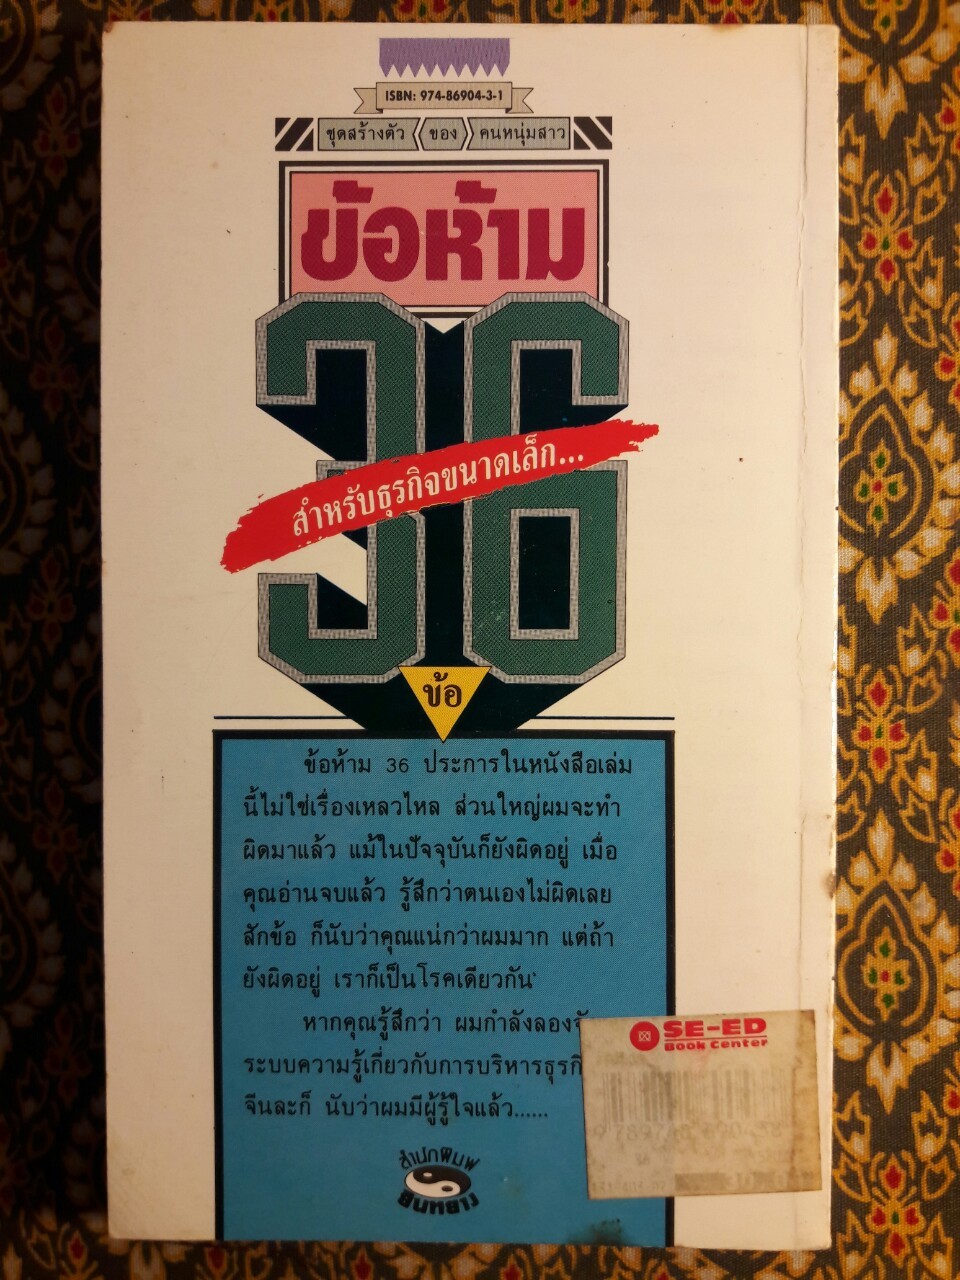 ISBN: 974-86904-3-1
ชุดสร้างตัว ของ คนหนุ่มสาว
ข้อห้าม
36
สำหรับธุรกิจขนาดเล็ก...
ข้อ
ข้อห้าม 36 ประการในหนังสือเล่ม
นี้ไม่ใช่เรื่องเหลวไหล ส่วนใหญ่ผมจะทำ
ผิดมาแล้ว แม้ในปัจจุบันก็ยังผิดอยู่ เมื่อ
คุณอ่านจบแล้ว รู้สึกว่าตนเองไม่ผิดเลย
สักข้อ ก็นับว่าคุณแน่กว่าผมมาก แต่ถ้า
ยังผิดอยู่ เราก็เป็นโรคเดียวกัน
หากคุณรู้สึกว่า ผมกำลังลอง
ระบบความรู้เกี่ยวกับการบริหาร
จีนละก็ นับว่าผมมีผู้รู้ใจแล้ว......
SE-ED
Book Center
สำนักพิมพ์
ยินหยาง